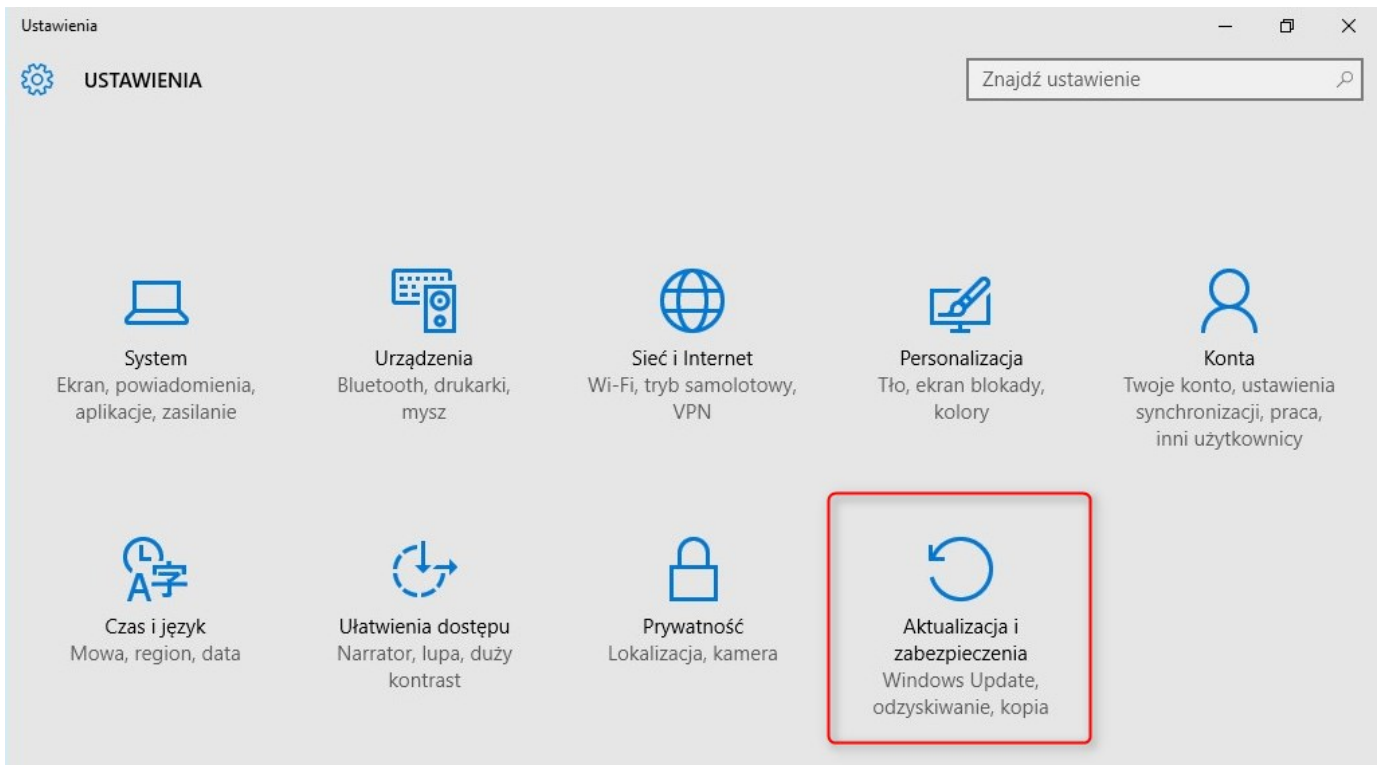 Ustawienia
USTAWIENIA
Znajdź ustawienie
System
Ekran, powiadomienia,
aplikacje, zasilanie
Urządzenia
Bluetooth, drukarki,
mysz
Sieć i Internet
Wi-Fi, tryb samolotowy,
VPN
Personalizacja
Tło, ekran blokady,
kolory
Konta
Twoje konto, ustawienia
synchronizacji, praca,
inni użytkownicy
Czas i język
Mowa, region, data
Ułatwienia dostępu
Narrator, lupa, duży
kontrast
Prywatność
Lokalizacja, kamera
Aktualizacja i
zabezpieczenia
Windows Update,
odzyskiwanie, kopia